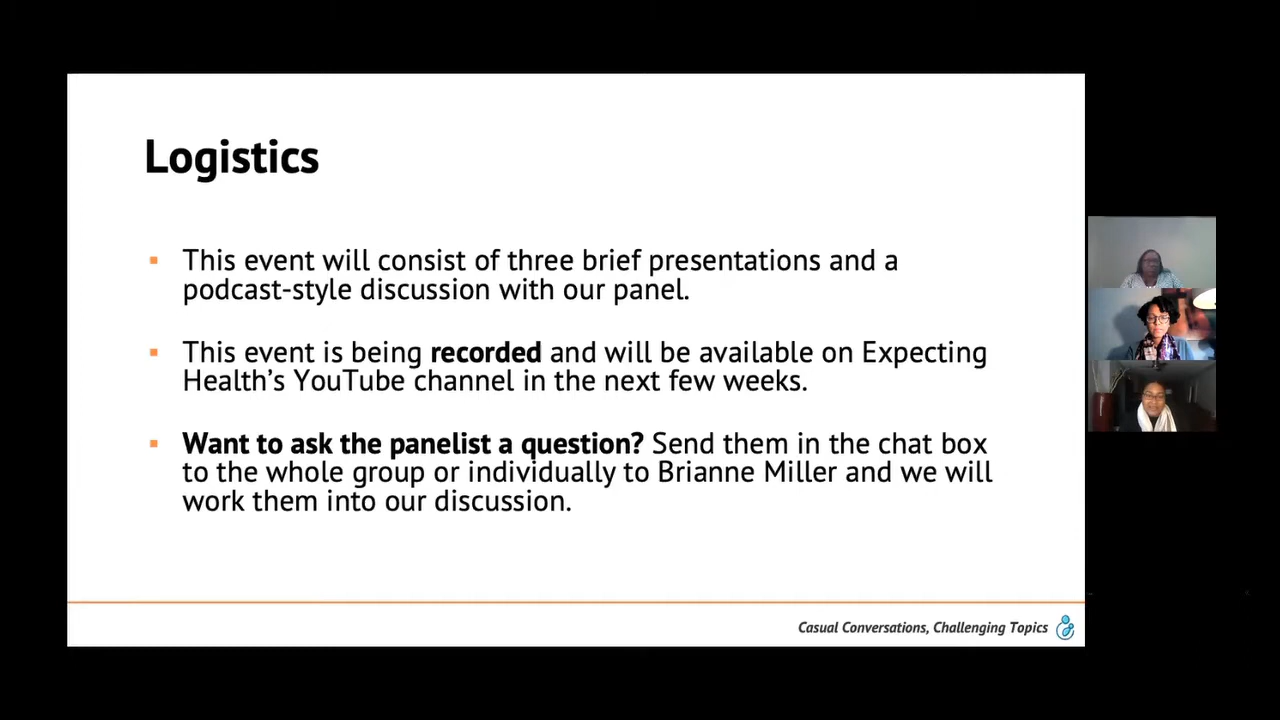 Logistics
This event will consist of three brief presentations and a
podcast-style discussion with our panel.
This event is being recorded and will be available on Expecting
Health's YouTube channel in the next few weeks.
Want to ask the panelist a question? Send them in the chat box
to the whole group or individually to Brianne Miller and we will
work them into our discussion.
Casual Conversations, Challenging Topics